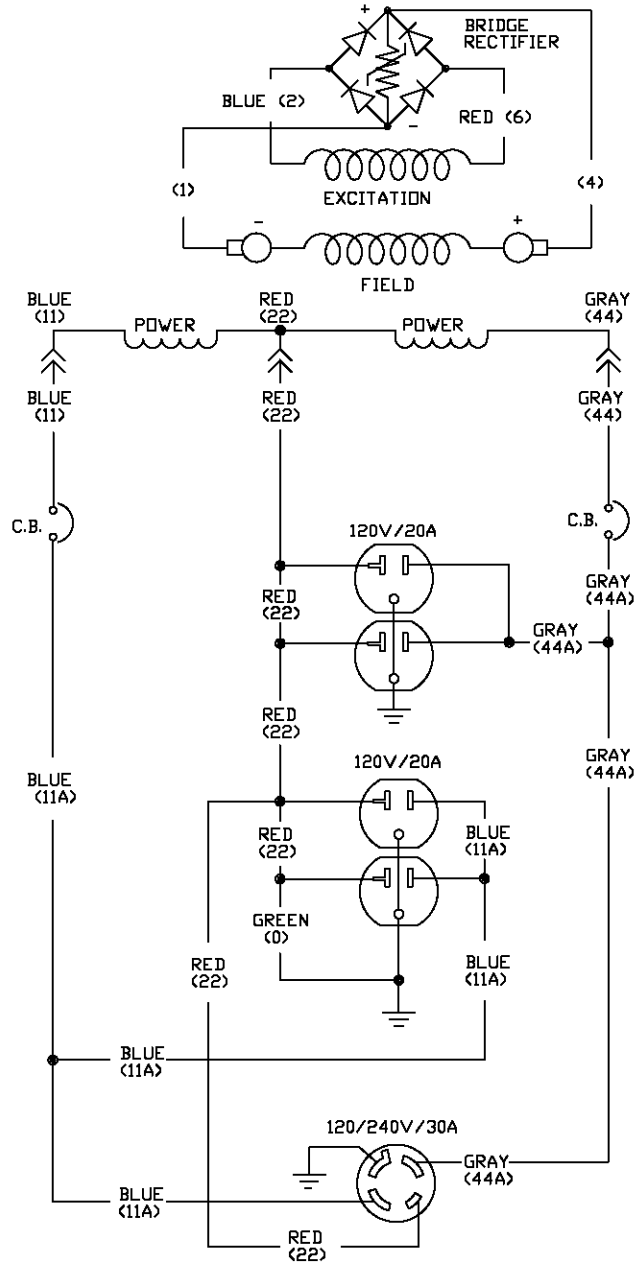 +
BRIDGE
RECTIFIER
BLUE (2)
RED (6)
-
(1)
(4)
EXCITATION
-
+
FIELD
BLUE
(11)
RED
(22)
GRAY
(44)
POWER
POWER
BLUE
(11)
RED
(22)
GRAY
(44)
C.B.
C.B.
120V/20A
RED
(22)
GRAY
(44A)
GRAY
(44A)
RED
(22)
120V/20A
GRAY
(44A)
BLUE
(11A)
RED
(22)
BLUE
(11A)
GREEN
(0)
RED
(22)
BLUE
(11A)
BLUE
(11A)
120/240V/30A
GRAY
(44A)
BLUE
(11A)
RED
(22)